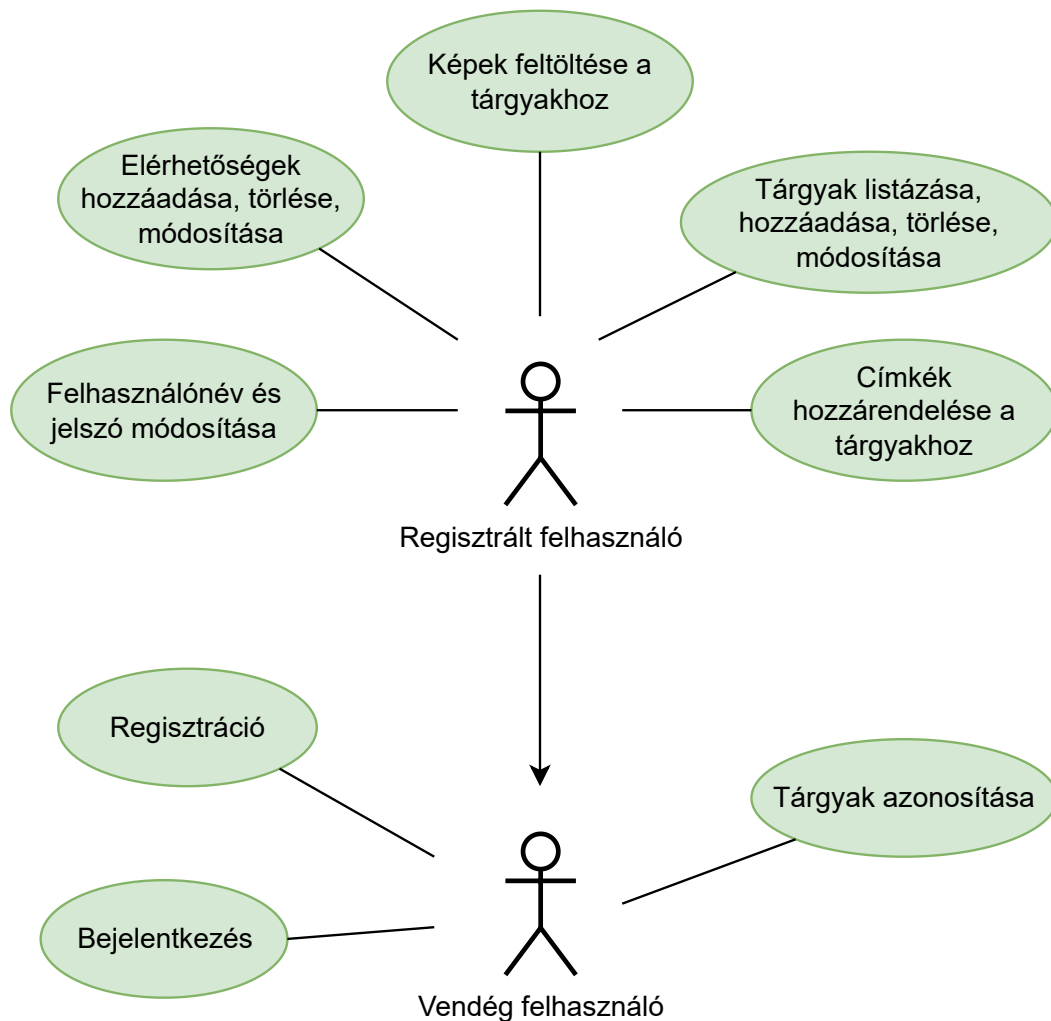 Képek feltöltése a
tárgyakhoz
Elérhetőségek
hozzáadása, törlése,
módosítása
Tárgyak listázása,
hozzáadása, törlése,
módosítása
Felhasználónév és
jelszó módosítása
Címkék
hozzárendelése a
tárgyakhoz
Regisztrált felhasználó
Regisztráció
Tárgyak azonosítása
Bejelentkezés
Vendég felhasználó